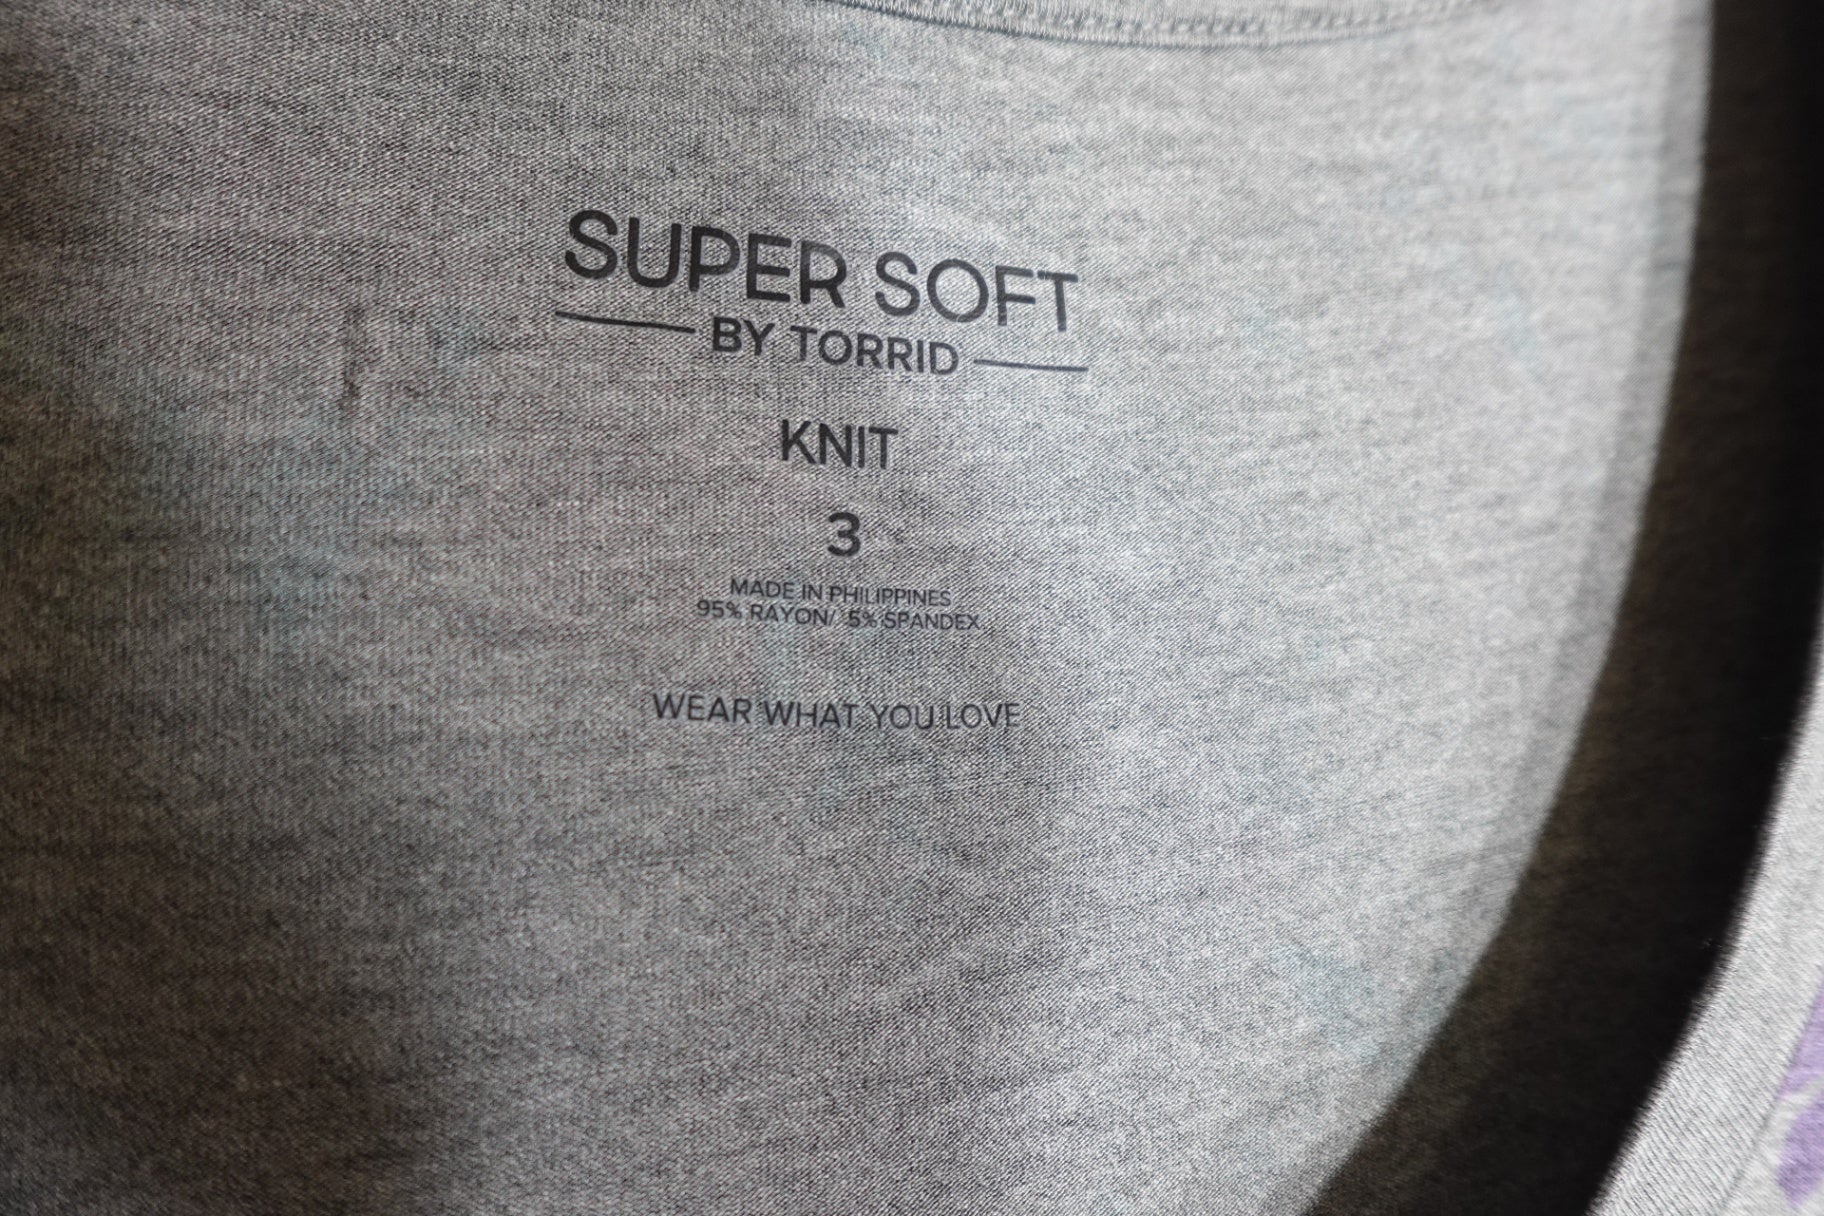 SUPER SOFT
BY TORRID
KNIT
3
MADE IN PHILIPPINES
95% RAYON/ 5% SPANDEX
WEAR WHAT YOU LOVE